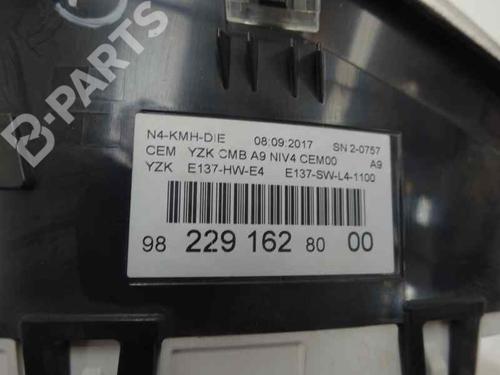 B-PARTS
N4-KMH-DIE 08:09:2017 SN 2-0757
CEM YZK CMB A9 NIV4 CEM00 A9
YZK E137-HW-E4 E137-SW-L4-1100
98 229 162 80 00